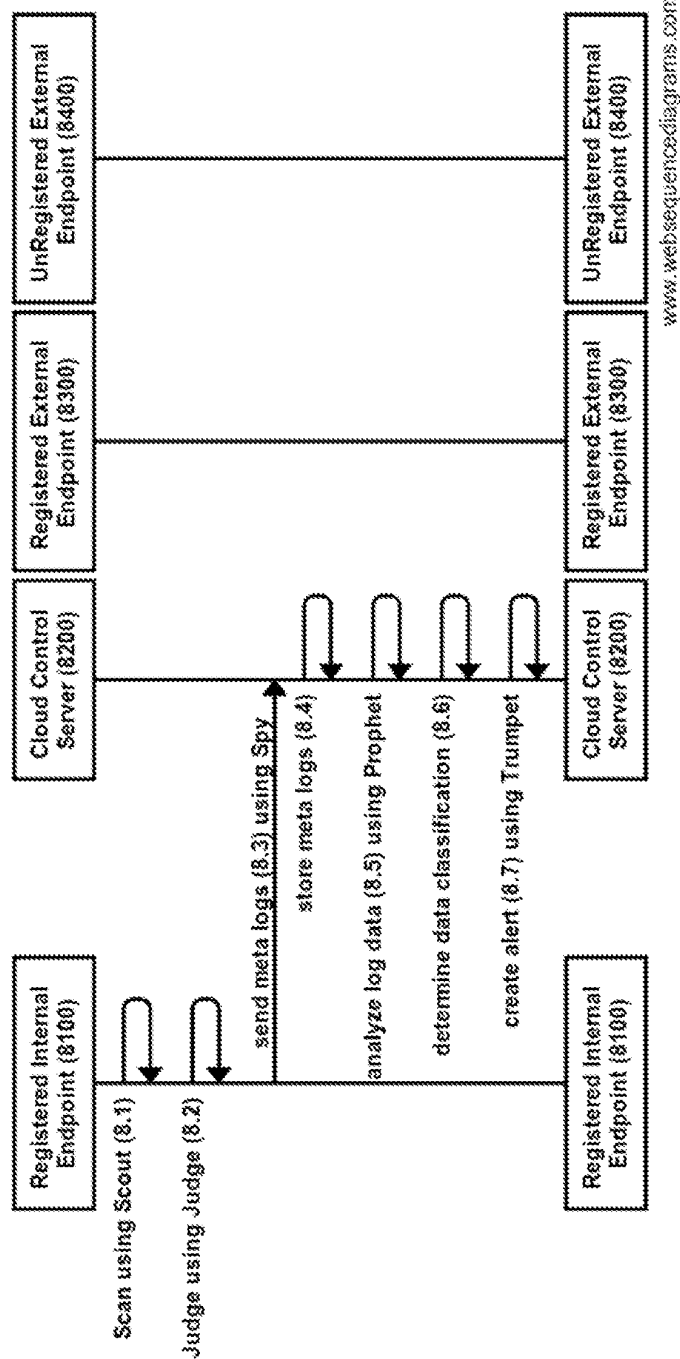 Registered Internal
Endpoint (8100)
Cloud Control
Server (8200)
Registered External
Endpoint (8300)
UnRegistered External
Endpoint (8400)
Scan using Scout (8.1)
Judge using Judge (8.2)
send meta logs (8.3) using Spy
store meta logs (8.4)
analyze log data (8.5) using Prophet
determine data classification (8.6)
create alert (8.7) using Trumpet
Registered Internal
Endpoint (8100)
Cloud Control
Server (8200)
Registered External
Endpoint (8300)
UnRegistered External
Endpoint (8400)
www.websequencediagrams.com